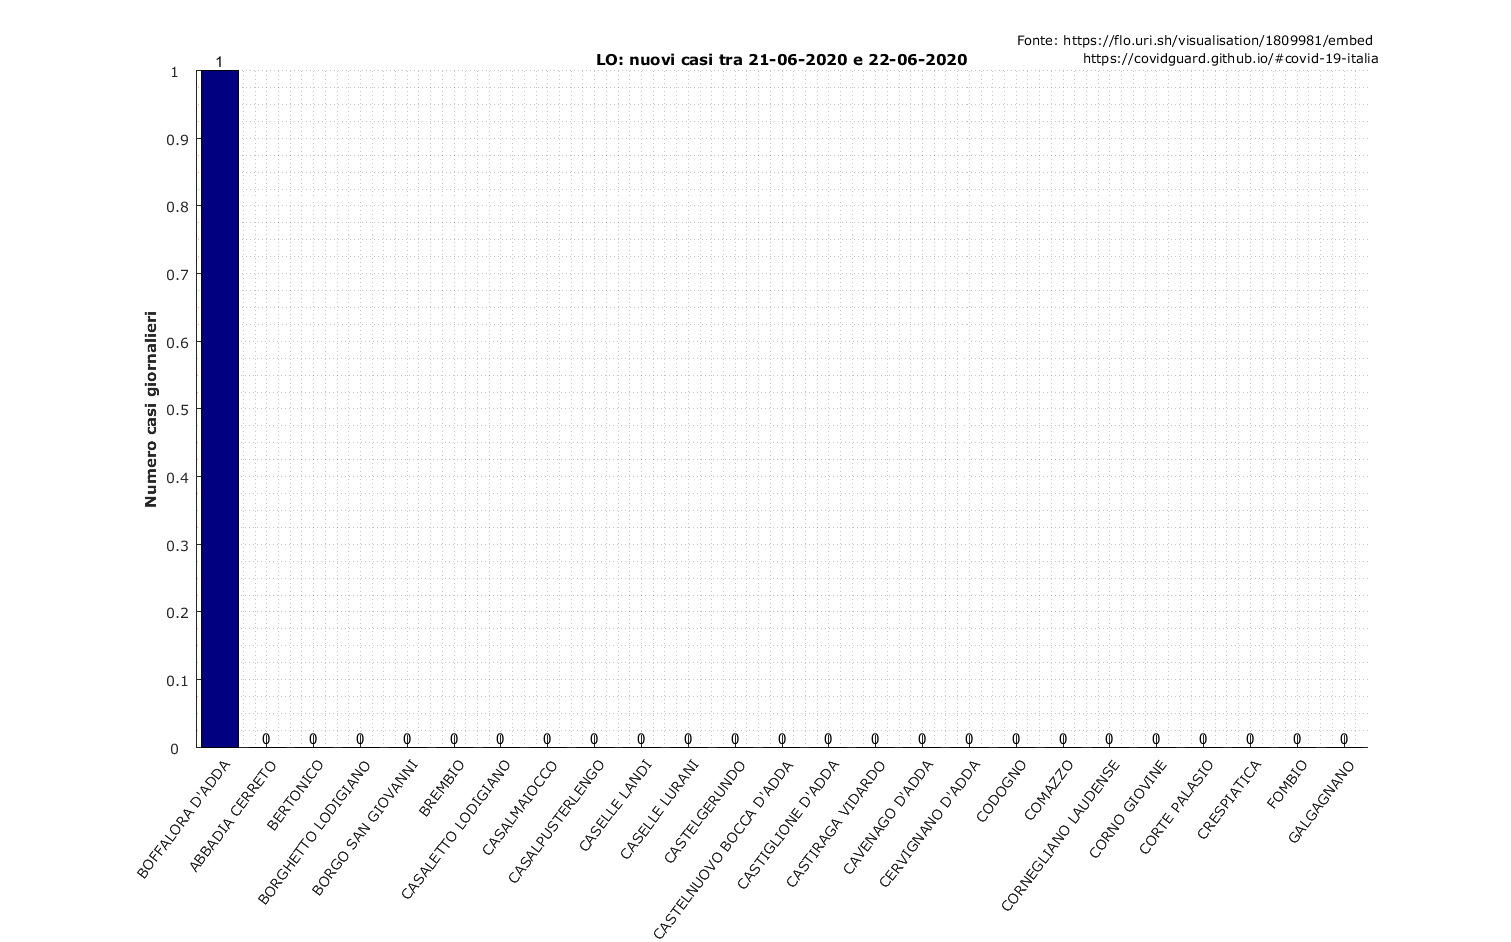 Fonte: https://flo.uri.sh/visualisation/1809981/embed
https://covidguard.github.io/#covid-19-italia
LO: nuovi casi tra 21-06-2020 e 22-06-2020
Numero casi giornalieri
1
0.9
0.8
0.7
0.6
0.5
0.4
0.3
0.2
0.1
0
1
0 0 0 0 0 0 0 0 0 0 0 0 0 0 0 0 0 0 0 0 0 0 0 0
BOFFALORA D'ADDA
ABBADIA CERRETO
BERTONICO
BORGHETTO LODIGIANO
BORGO SAN GIOVANNI
BREMBIO
CASALETTO LODIGIANO
CASALMAIOCCO
CASALPUSTERLENGO
CASELLE LANDI
CASELLE LURANI
CASTELGERUNDO
CASTELNUOVO BOCCA D'ADDA
CASTIGLIONE D'ADDA
CASTIRAGA VIDARDO
CAVENAGO D'ADDA
CERVIGNANO D'ADDA
CODOGNO
COMAZZO
CORNEGLIANO LAUDENSE
CORNO GIOVINE
CORTE PALASIO
CRESPIATICA
FOMBIO
GALGAGNANO